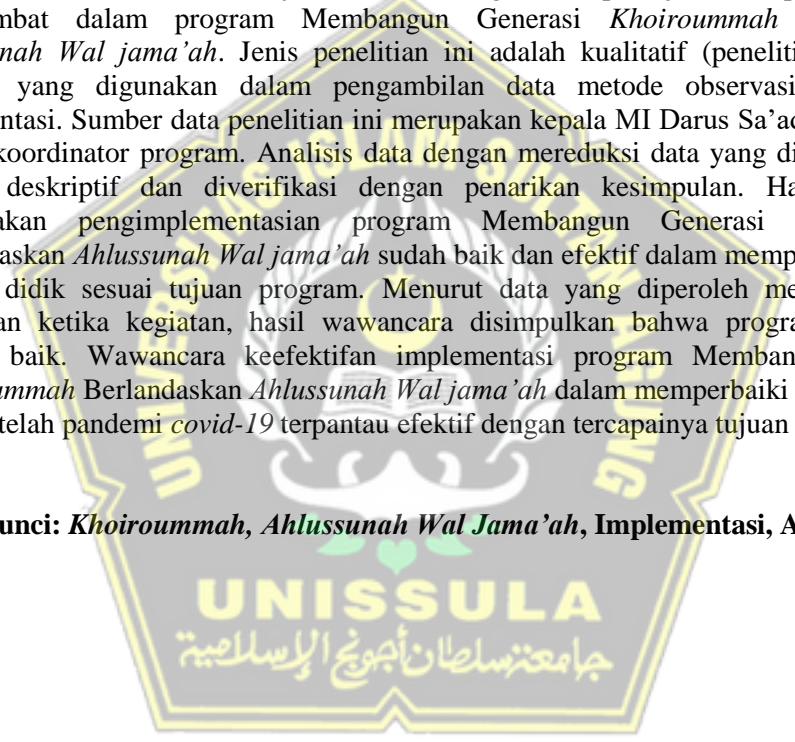 mbat dalam program Membangun Generasi Khoiroummah
nah Wal jama’ah. Jenis penelitian ini adalah kualitatif (peneliti
yang digunakan dalam pengambilan data metode observasi
ntasi. Sumber data penelitian ini merupakan kepala MI Darus Sa’ac
koordinator program. Analisis data dengan mereduksi data yang di
deskriptif dan diverifikasi dengan penarikan kesimpulan. Ha
akan pengimplementasian program Membangun Generasi
askan Ahlussunah Wal jama’ah sudah baik dan efektif dalam memp
didik sesuai tujuan program. Menurut data yang diperoleh me
an ketika kegiatan, hasil wawancara disimpulkan bahwa progra
baik. Wawancara keefektifan implementasi program Memban
ummah Berlandaskan Ahlussunah Wal jama’ah dalam memperbaiki
telah pandemi covid-19 terpantau efektif dengan tercapainya tujuan
unci: Khoiroummah, Ahlussunah Wal Jama’ah, Implementasi, A
UNIVERSITAS ISLAM SULTAN AGUNG
UNISSULA
جامعة سلطان أجونج الإسلامية